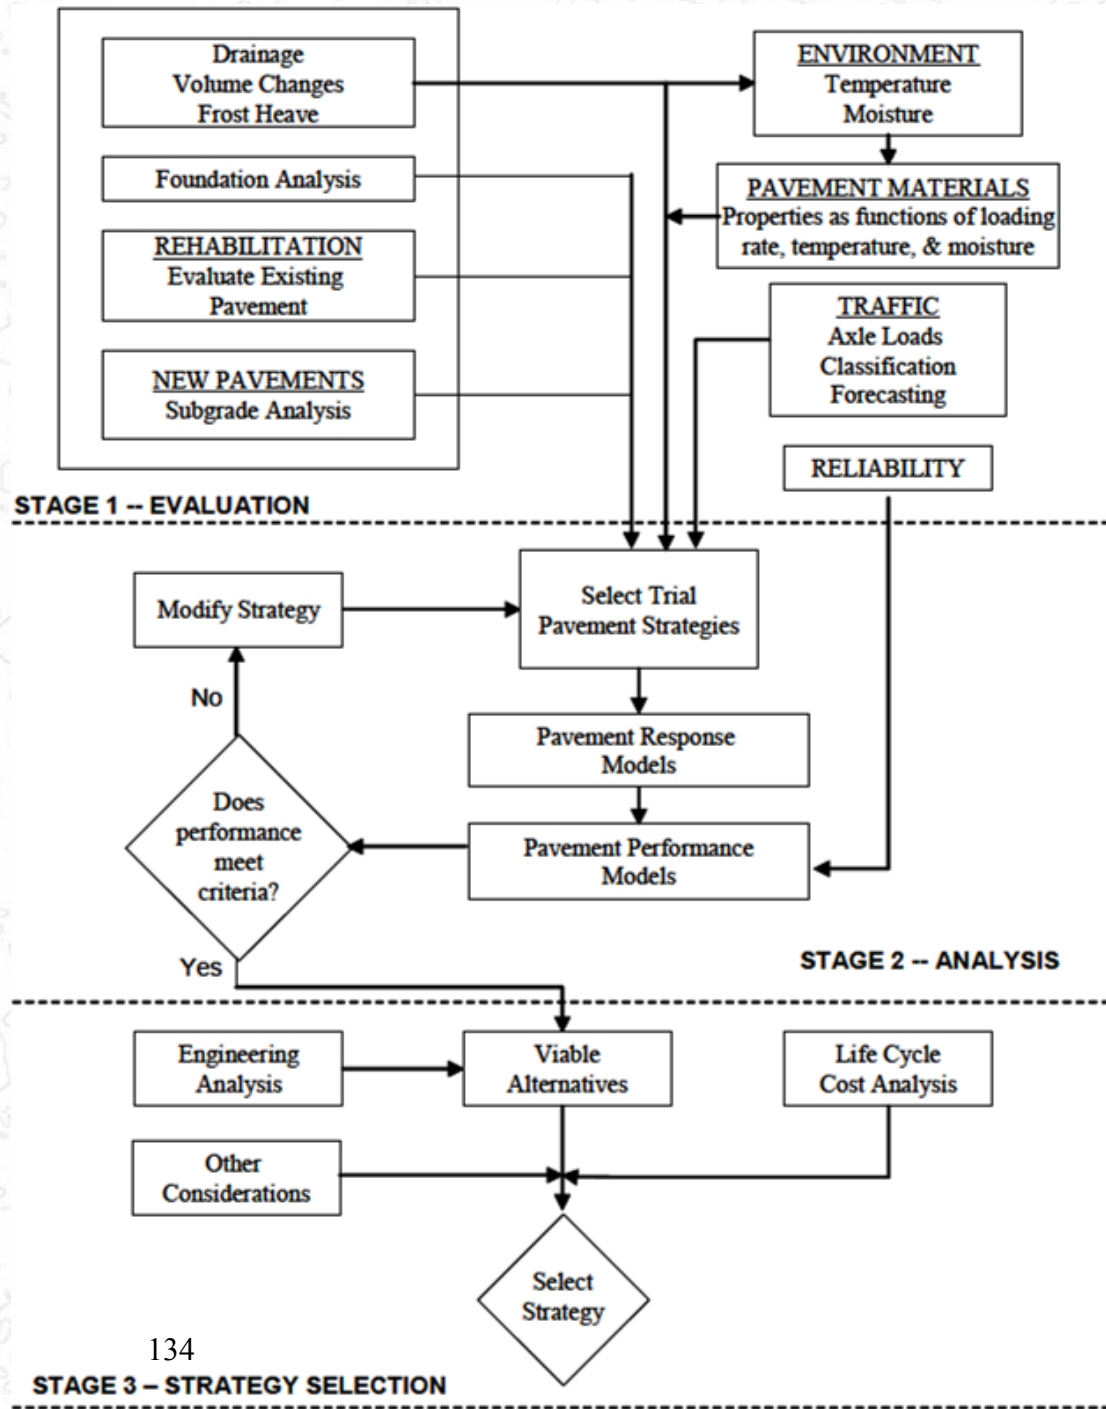 Drainage
Volume Changes
Frost Heave
Foundation Analysis
REHABILITATION
Evaluate Existing
Pavement
NEW PAVEMENTS
Subgrade Analysis
ENVIRONMENT
Temperature
Moisture
PAVEMENT MATERIALS
Properties as functions of loading
rate, temperature, & moisture
TRAFFIC
Axle Loads
Classification
Forecasting
RELIABILITY
STAGE 1 -- EVALUATION
Modify Strategy
Select Trial
Pavement Strategies
No
Pavement Response
Models
Does
performance
meet
criteria?
Pavement Performance
Models
Yes
STAGE 2 -- ANALYSIS
Engineering
Analysis
Viable
Alternatives
Life Cycle
Cost Analysis
Other
Considerations
Select
Strategy
134
STAGE 3 – STRATEGY SELECTION